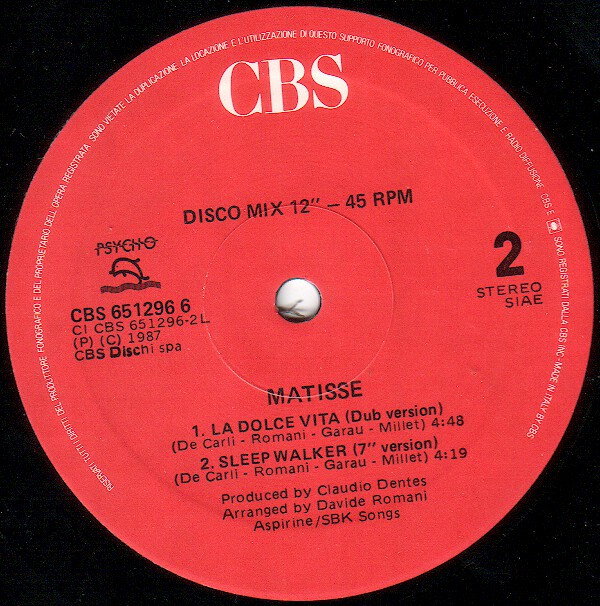 RISERVATI TUTTI I DIRITTI DEL PRODUTTORE FONOGRAFICO E DEL PROPRIETARIO DELL'OPERA REGISTRATA. SONO VIETATE LA DUPLICAZIONE, LA LOCAZIONE E L'UTILIZZAZIONE DI QUESTO SUPPORTO FONOGRAFICO PER PUBBLICA ESECUZIONE E RADIO DIFFUSIONE. CBS E SONO REGISTRATI DALLA CBS INC - MADE IN ITALY BY CBS
CBS
DISCO MIX 12" - 45 RPM
PSYCHO
2
STEREO
SIAE
CBS 651296 6
CI CBS 651296-2L
(P) (C) 1987
CBS Dischi spa
MATISSE
1. LA DOLCE VITA (Dub version)
(De Carli - Romani - Garau - Millet) 4:48
2. SLEEP WALKER (7" version)
(De Carli - Romani - Garau - Millet) 4:19
Produced by Claudio Dentes
Arranged by Davide Romani
Aspirine/SBK Songs